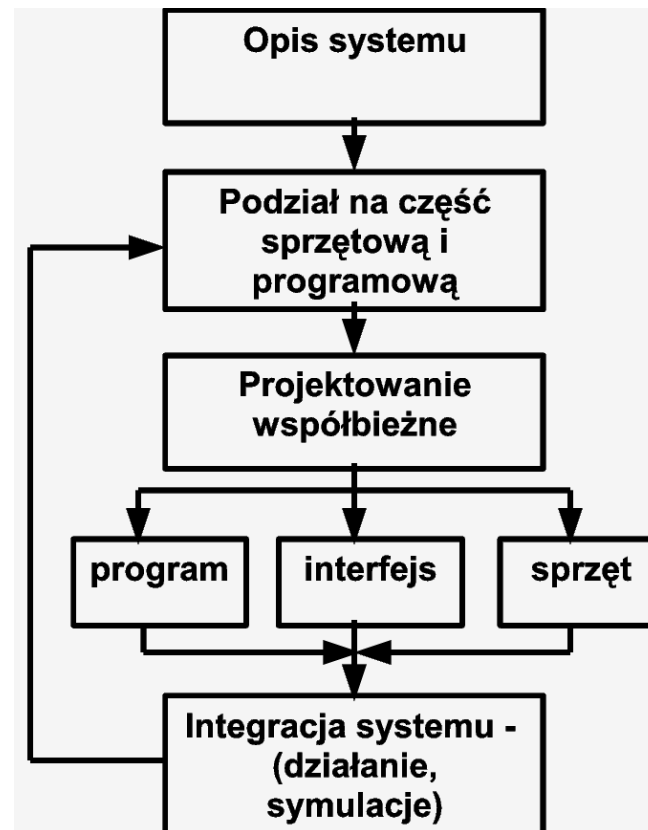 Opis systemu
Podział na część
sprzętową i
programową
Projektowanie
współbieżne
program
interfejs
sprzęt
Integracja systemu -
(działanie,
symulacje)